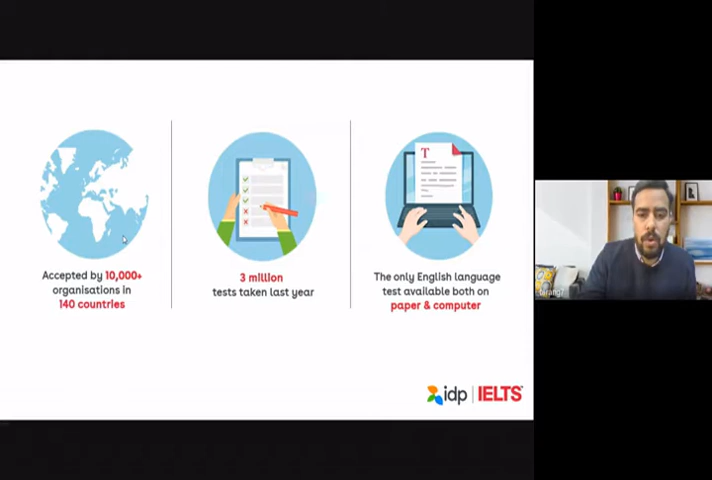 T
Accepted by 10,000+
organisations in
140 countries
3 million
tests taken last year
The only English language
test available both on
paper & computer
idp | IELTS